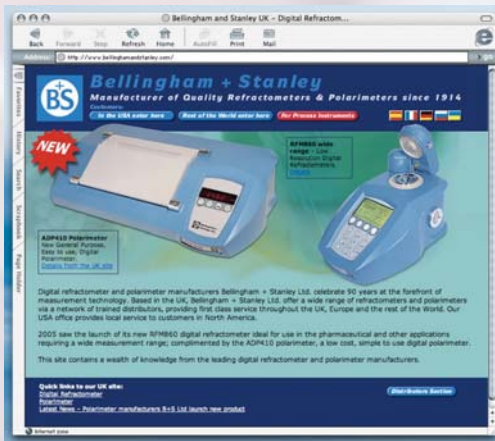 Bellingham and Stanley UK – Digital Refractom...
Back
Forward
Stop
Refresh
Home
AutoFill
Print
Mail
Address:
http://www.bellinghamandstanley.com/
go
Favorites
History
Search
Scrapbook
Page Holder
B+S
Bellingham + Stanley
Manufacturer of Quality Refractometers & Polarimeters since 1914
Customers:
In the USA enter here
Rest of the World enter here
For Process Instruments
NEW
RFM860 wide
range – Low
Resolution Digital
Refractometers.
ADP410 Polarimeter
New General Purpose,
Easy to use, Digital
Polarimeter.
Details from the UK site
Digital refractometer and polarimeter manufacturers Bellingham + Stanley Ltd. celebrate 90 years at the forefront of
measurement technology. Based in the UK, Bellingham + Stanley Ltd. offer a wide range of refractometers and polarimeters
via a network of trained distributors, providing first class service throughout the UK, Europe and the rest of the World. Our
USA office provides local service to customers in North America.
2005 saw the launch of its new RFM860 digital refractometer ideal for use in the pharmaceutical and other applications
requiring a wide measurement range; complimented by the ADP410 polarimeter, a low cost, simple to use digital polarimeter.
This site contains a wealth of knowledge from the leading digital refractometer and polarimeter manufacturers.
Quick links to our UK site:
Digital Refractometer
Polarimeter
Latest News – Polarimeter manufacturers B+S Ltd launch new product
Distributors Section
Internet zone